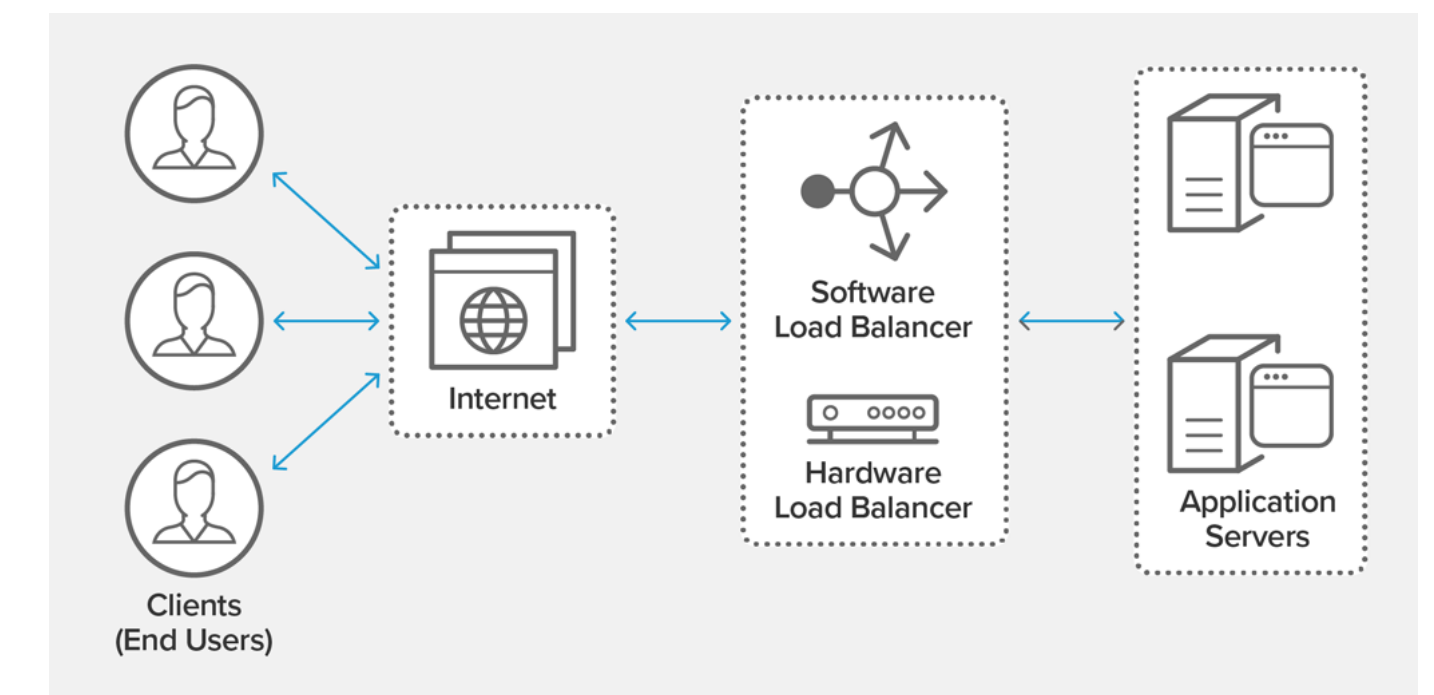 Clients
(End Users)
Internet
Software
Load Balancer
Hardware
Load Balancer
Application
Servers